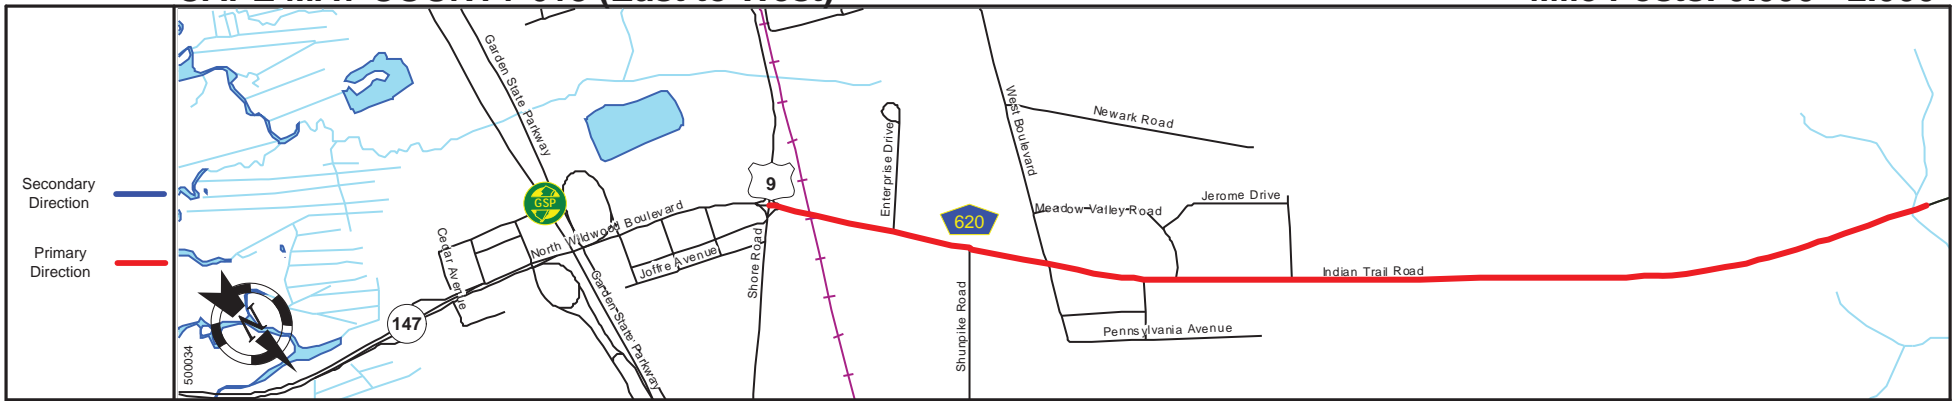 Secondary
Direction
Primary
Direction
500034
147
Cedar Avenue
Garden State Parkway
GSP
North Wildwood Boulevard
Joffre Avenue
Garden State Parkway
9
Shore Road
Enterprise Drive
620
Shunpike Road
West Boulevard
Newark Road
Meadow Valley Road
Jerome Drive
Indian Trail Road
Pennsylvania Avenue